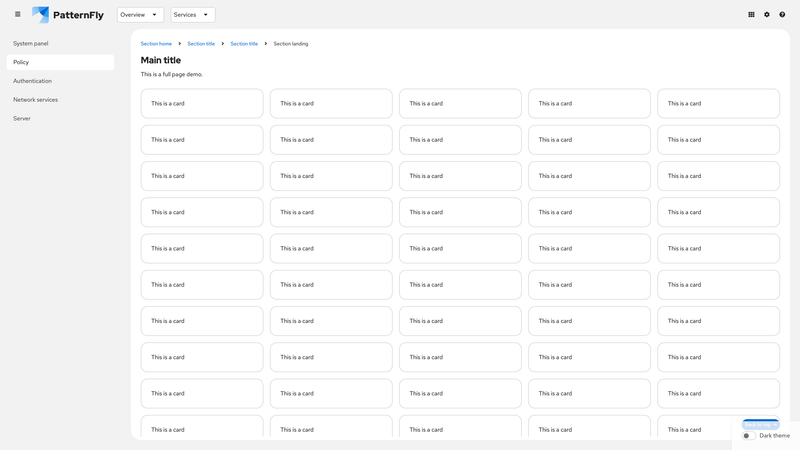 PatternFly Overview Services
System panel
Policy
Authentication
Network services
Server
Section home Section title Section title Section landing
Main title
This is a full page demo.
This is a card This is a card This is a card This is a card This is a card
This is a card This is a card This is a card This is a card This is a card
This is a card This is a card This is a card This is a card This is a card
This is a card This is a card This is a card This is a card This is a card
This is a card This is a card This is a card This is a card This is a card
This is a card This is a card This is a card This is a card This is a card
This is a card This is a card This is a card This is a card This is a card
This is a card This is a card This is a card This is a card This is a card
This is a card This is a card This is a card This is a card This is a card
This is a card This is a card This is a card This is a card This is a card
Dark theme